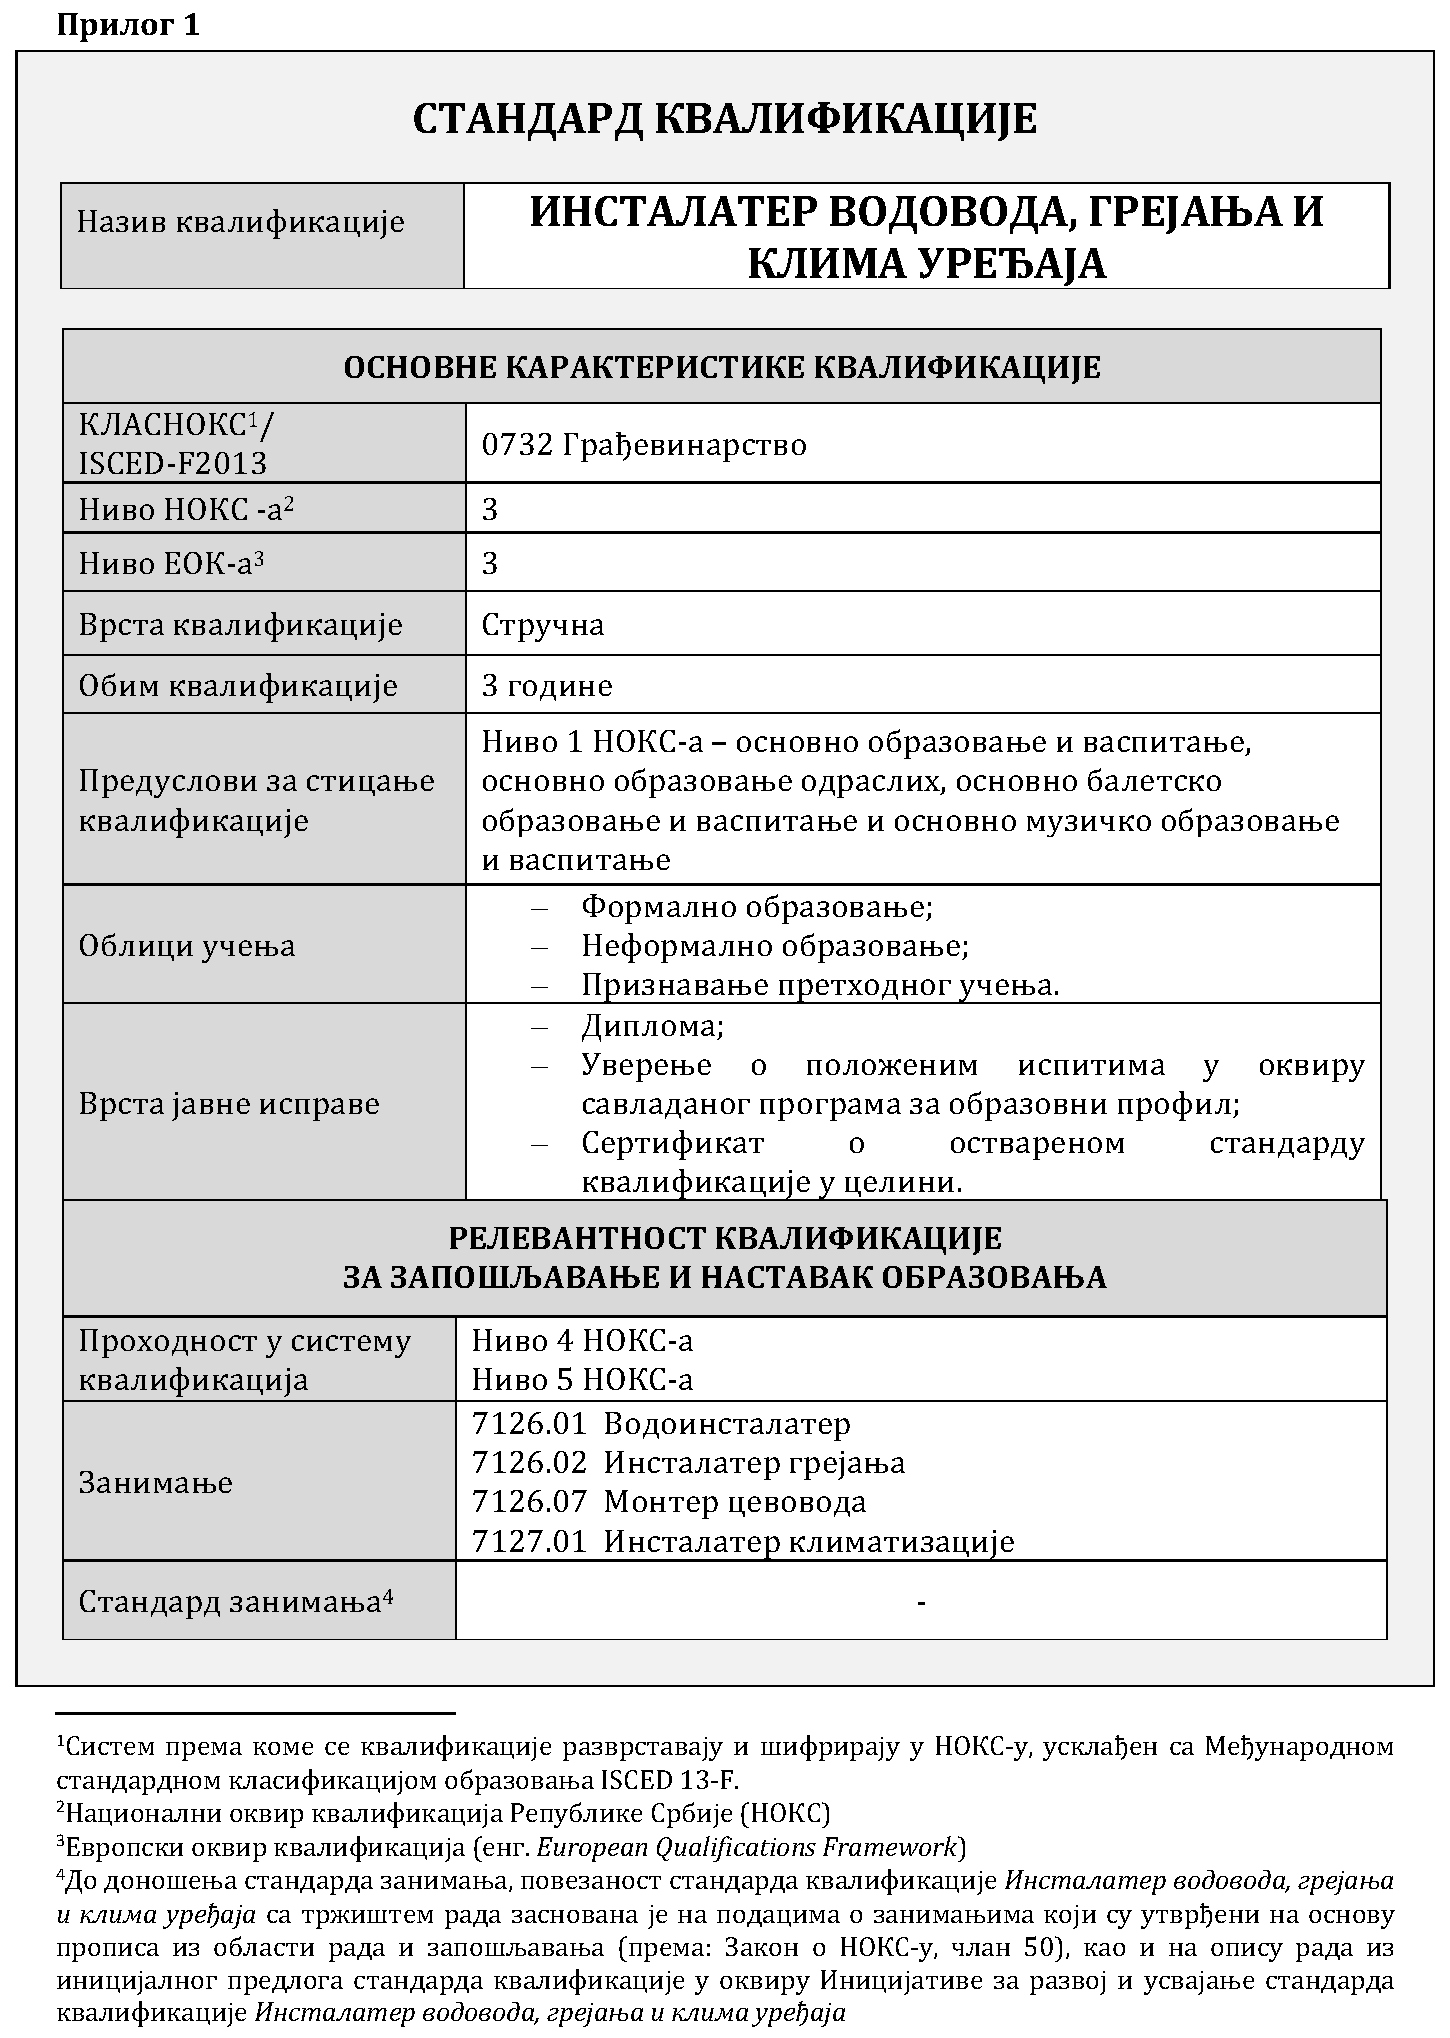 Прилог 1
СТАНДАРД КВАЛИФИКАЦИЈЕ
Назив квалификације
ИНСТАЛАТЕР ВОДОВОДА, ГРЕЈАЊА И
КЛИМА УРЕЂАЈА
ОСНОВНЕ КАРАКТЕРИСТИКЕ КВАЛИФИКАЦИЈЕ
КЛАСНОКС¹/
ISCED-F2013
0732 Грађевинарство
Ниво НОКС -а²
3
Ниво ЕОК-а³
3
Врста квалификације
Стручна
Обим квалификације
3 године
Предуслови за стицање
квалификације
Ниво 1 НОКС-а – основно образовање и васпитање,
основно образовање одраслих, основно балетско
образовање и васпитање и основно музичко образовање
и васпитање
Облици учења
– Формално образовање;
– Неформално образовање;
– Признавање претходног учења.
Врста јавне исправе
– Диплома;
– Уверење о положеним испитима у оквиру
савладаног програма за образовни профил;
– Сертификат о оствареном стандарду
квалификације у целини.
РЕЛЕВАНТНОСТ КВАЛИФИКАЦИЈЕ
ЗА ЗАПОШЉАВАЊЕ И НАСТАВАК ОБРАЗОВАЊА
Проходност у систему
квалификација
Ниво 4 НОКС-а
Ниво 5 НОКС-а
Занимање
7126.01 Водоинсталатер
7126.02 Инсталатер грејања
7126.07 Монтер цевовода
7127.01 Инсталатер климатизације
Стандард занимања⁴
-
¹Систем према коме се квалификације разврставају и шифрирају у НОКС-у, усклађен са Међународном
стандардном класификацијом образовања ISCED 13-F.
²Национални оквир квалификација Републике Србије (НОКС)
³Европски оквир квалификација (енг. European Qualifications Framework)
⁴До доношења стандарда занимања, повезаност стандарда квалификације Инсталатер водовода, грејања
и клима уређаја са тржиштем рада заснована је на подацима о занимањима који су утврђени на основу
прописа из области рада и запошљавања (према: Закон о НОКС-у, члан 50), као и на опису рада из
иницијалног предлога стандарда квалификације у оквиру Иницијативе за развој и усвајање стандарда
квалификације Инсталатер водовода, грејања и клима уређаја